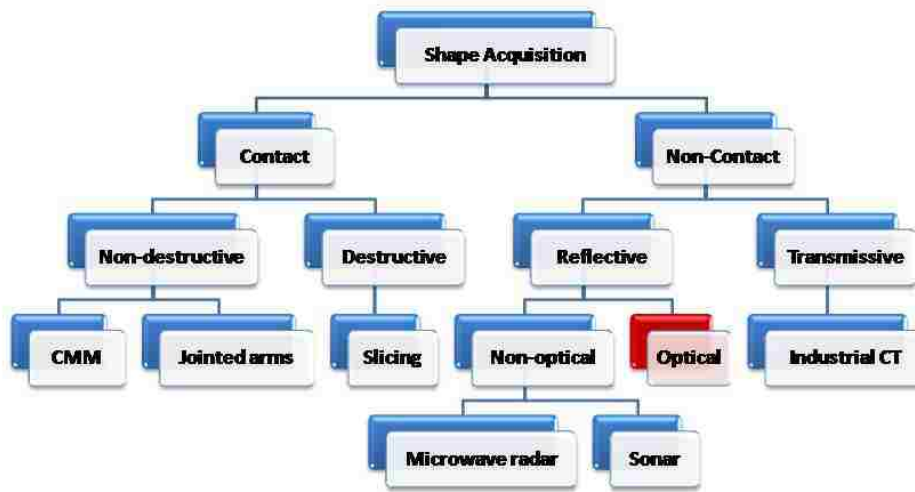 Shape Acquisition
Contact
Non-Contact
Non-destructive
Destructive
Reflective
Transmissive
CMM
Jointed arms
Slicing
Non-optical
Optical
Industrial CT
Microwave radar
Sonar